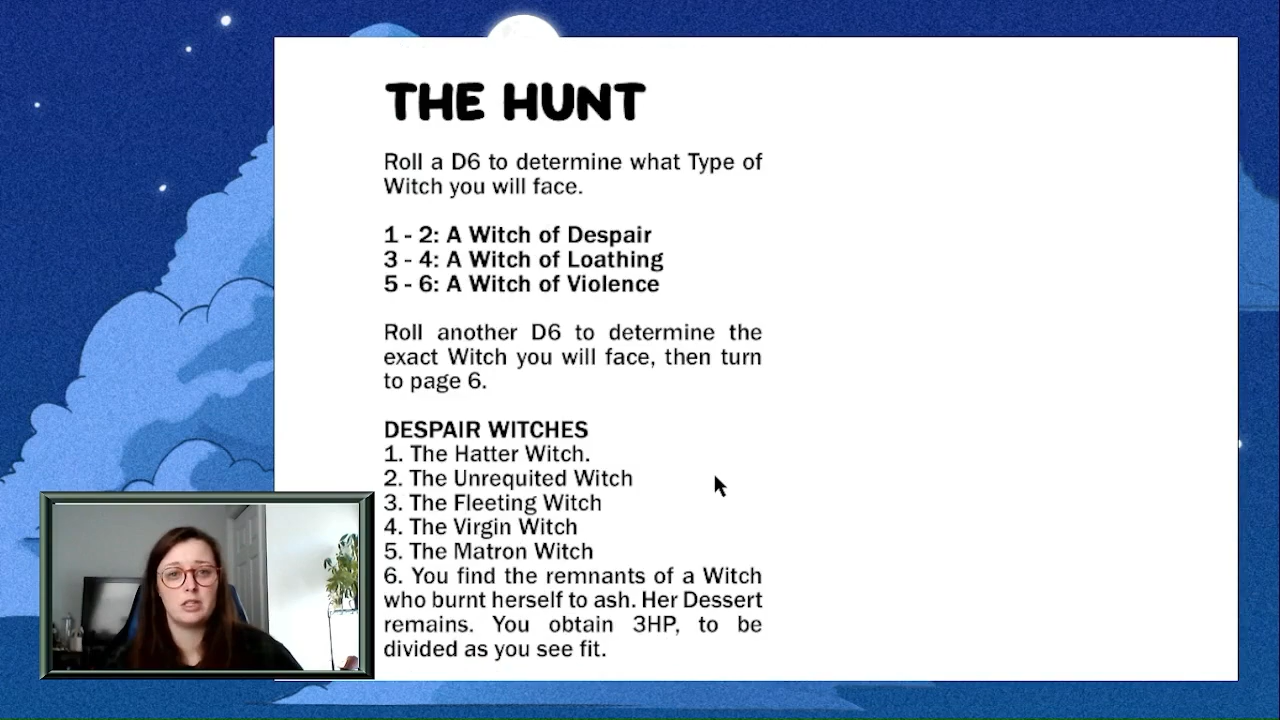 THE HUNT
Roll a D6 to determine what Type of
Witch you will face.
1 - 2: A Witch of Despair
3 - 4: A Witch of Loathing
5 - 6: A Witch of Violence
Roll another D6 to determine the
exact Witch you will face, then turn
to page 6.
DESPAIR WITCHES
1. The Hatter Witch.
2. The Unrequited Witch
3. The Fleeting Witch
4. The Virgin Witch
5. The Matron Witch
6. You find the remnants of a Witch
who burnt herself to ash. Her Dessert
remains. You obtain 3HP, to be
divided as you see fit.